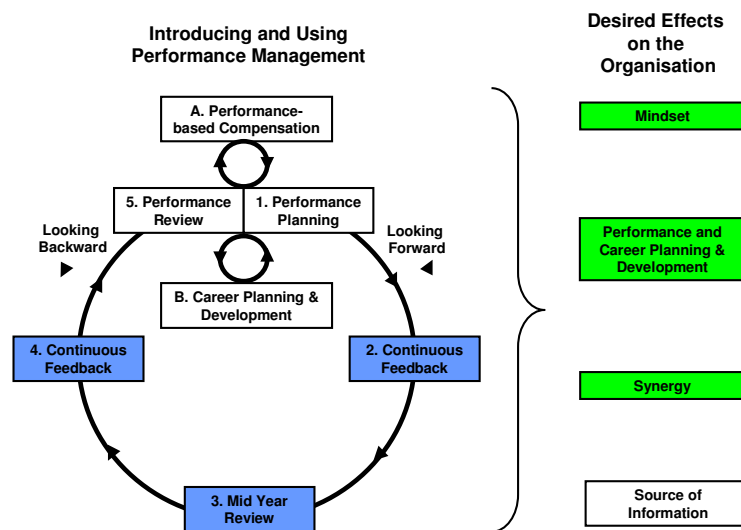 Introducing and Using
Performance Management
Desired Effects
on the
Organisation
A. Performance-
based Compensation
5. Performance
Review
1. Performance
Planning
Looking
Backward
Looking
Forward
B. Career Planning &
Development
4. Continuous
Feedback
2. Continuous
Feedback
3. Mid Year
Review
Mindset
Performance and
Career Planning &
Development
Synergy
Source of
Information